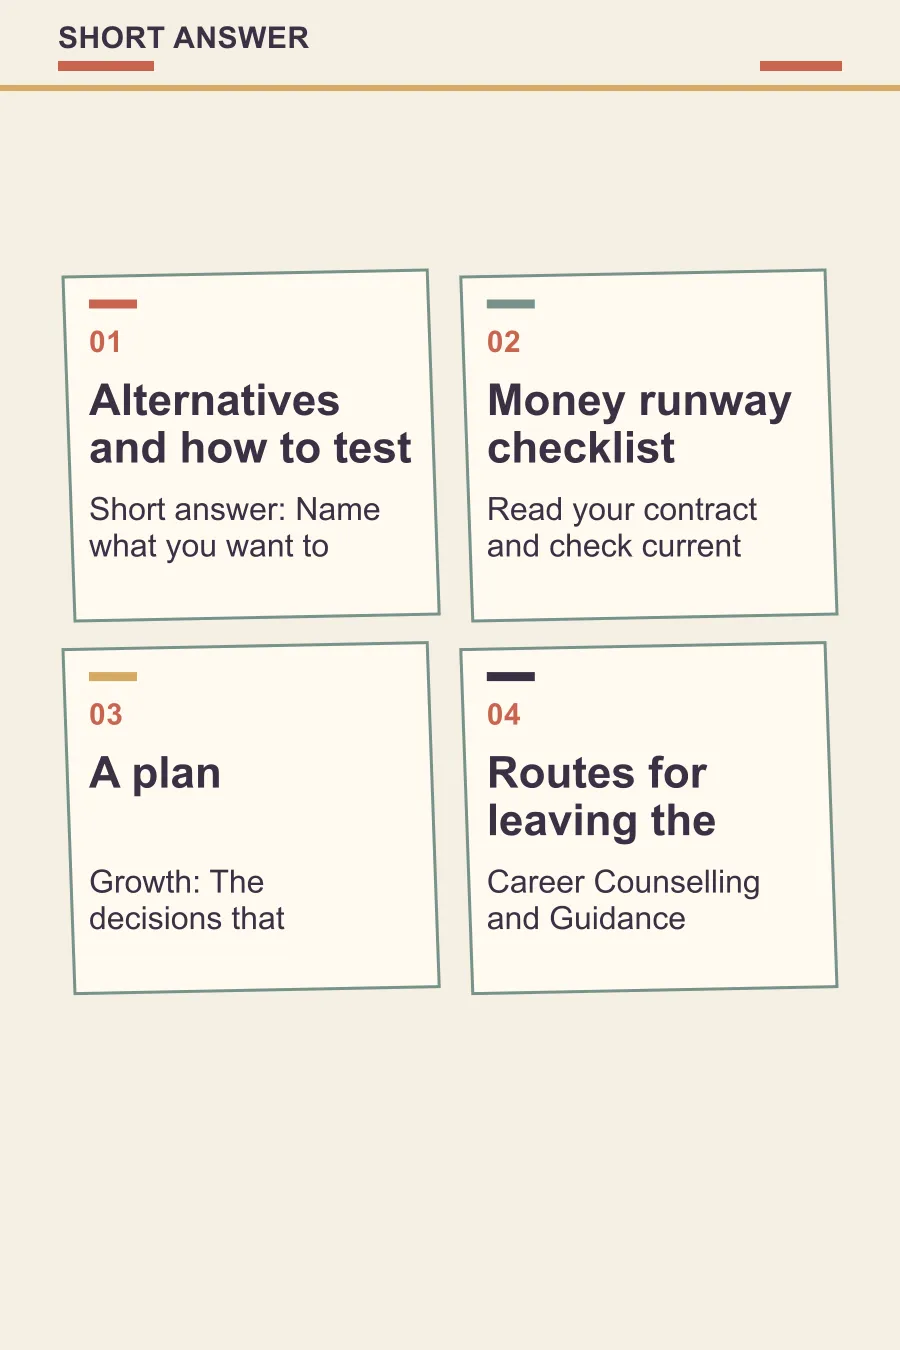 SHORT ANSWER
01
Alternatives
and how to test
Short answer: Name
what you want to
02
Money runway
checklist
Read your contract
and check current
03
A plan
Growth: The
decisions that
04
Routes for
leaving the
Career Counselling
and Guidance